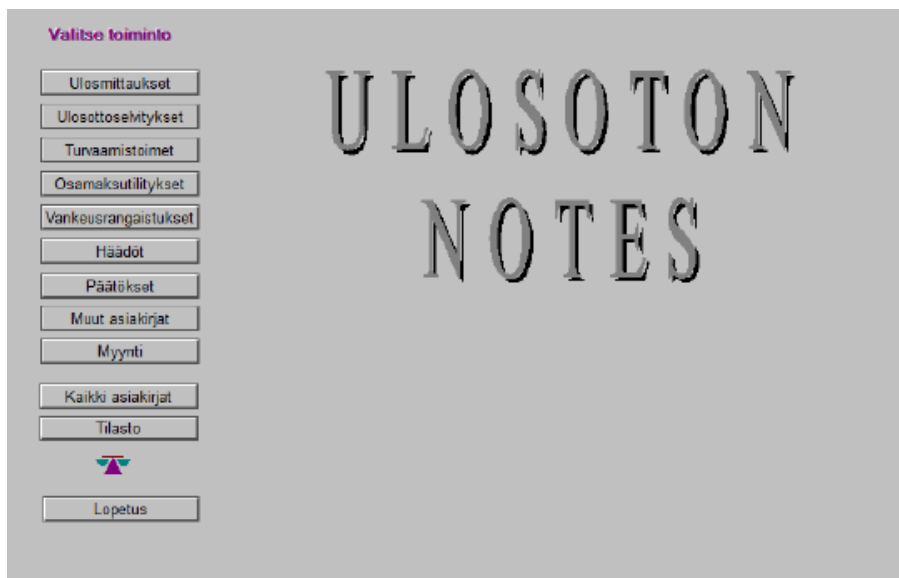 Valitse toiminto
ULOSOTON
NOTES
Ulosmittaukset
Ulosottoselvitykset
Turvaamistoimet
Osamaksutilitykset
Vankeusrangaistukset
Häädöt
Päätökset
Muut asiakirjat
Myynti
Kaikki asiakirjat
Tilasto
Lopetus